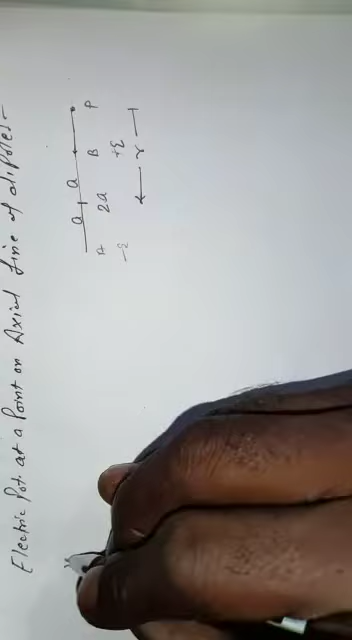 Electric Pot. at a Point on Axial Line of dipoles:-
a a
A 2a B P
-q +q
r